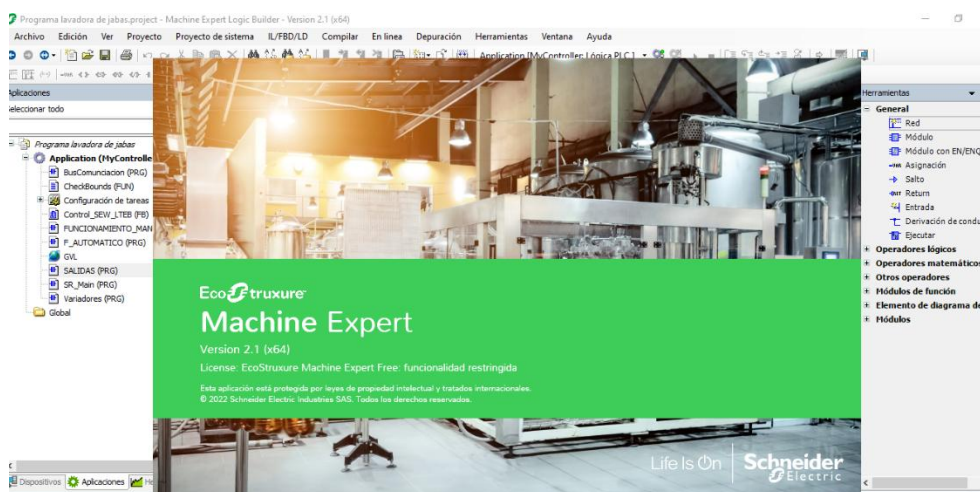 Programa lavadora de jabas.project - Machine Expert Logic Builder - Version 2.1 (x64)
Archivo Edición Ver Proyecto Proyecto de sistema IL/FBD/LD Compilar En línea Depuración Herramientas Ventana Ayuda
Application [MyController: Lógica PLC]
Aplicaciones
Seleccionar todo
Programa lavadora de jabas
Application (MyControlle
BusComunciacion (PRG)
CheckBounds (FUN)
Configuración de tareas
Control_SEW_LTEB (FB)
FUNCIONAMIENTO_MAN
F_AUTOMATICO (PRG)
GVL
SALIDAS (PRG)
SR_Main (PRG)
Variadores (PRG)
Global
Dispositivos Aplicaciones He
EcoStruxure
Machine Expert
Version 2.1 (x64)
License: EcoStruxure Machine Expert Free: funcionalidad restringida
Esta aplicación está protegida por leyes de propiedad intelectual y tratados internacionales.
© 2022 Schneider Electric Industries SAS. Todos los derechos reservados.
Life Is On
Schneider
Electric
Herramientas
General
Red
Módulo
Módulo con EN/ENO
Asignación
Salto
Return
Entrada
Derivación de condu
Ejecutar
Operadores lógicos
Operadores matemáticos
Otros operadores
Módulos de función
Elemento de diagrama de
Módulos